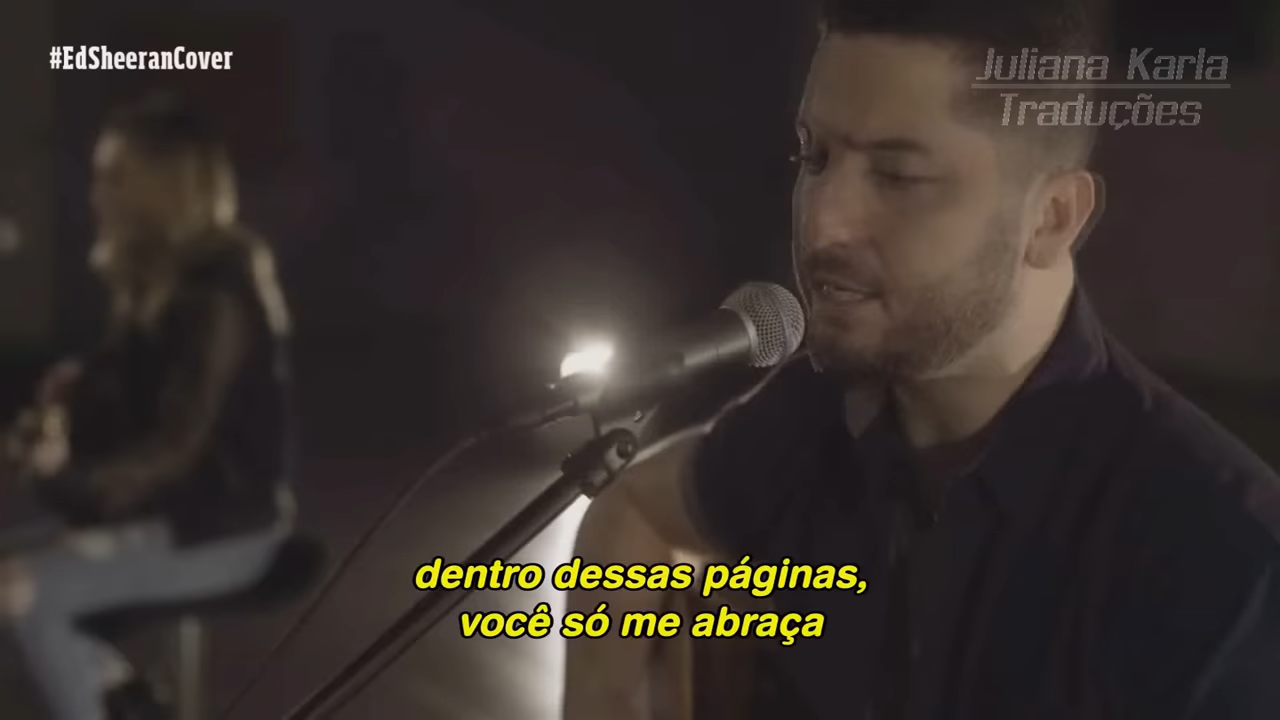 #EdSheeranCover
Juliana Karla
Traduções
dentro dessas páginas,
você só me abraça